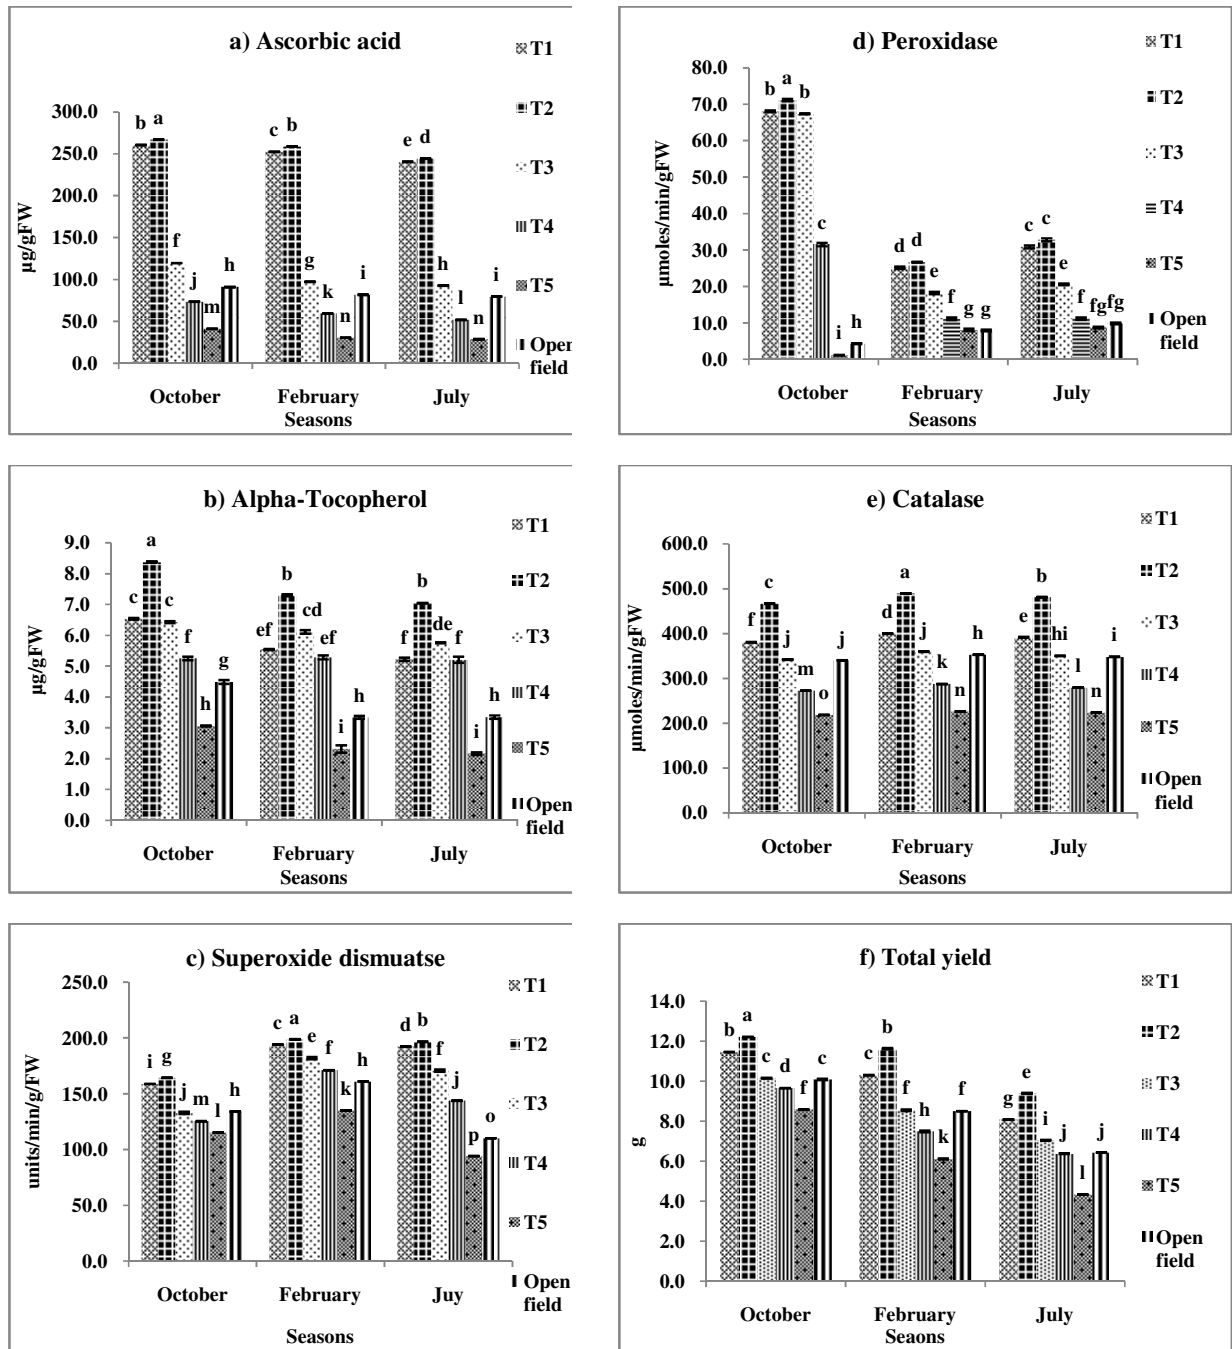 a) Ascorbic acid
µg/gFW
300.0
250.0
200.0
150.0
100.0
50.0
0.0
b a f j m h
c b g k n i
e d h l n i
October February July
Seasons
T1
T2
T3
T4
T5
Open
field
d) Peroxidase
µmoles/min/gFW
80.0
70.0
60.0
50.0
40.0
30.0
20.0
10.0
0.0
b a b c i h
d d e f g g
c c e f fg fg
October February July
Seasons
T1
T2
T3
T4
T5
Open
field
b) Alpha-Tocopherol
µg/gFW
9.0
8.0
7.0
6.0
5.0
4.0
3.0
2.0
1.0
0.0
c a c f h g
ef b cd ef i h
f b de f i h
October February July
Seasons
T1
T2
T3
T4
T5
Open
field
e) Catalase
µmoles/min/gFW
600.0
500.0
400.0
300.0
200.0
100.0
0.0
f c j m o j
d a j k n h
e b hi l n i
October February July
Seasons
T1
T2
T3
T4
T5
Open
field
c) Superoxide dismuatse
units/min/g/FW
250.0
200.0
150.0
100.0
50.0
0.0
i g j m l h
c a e f k h
d b f j p o
October February Juy
Seasons
T1
T2
T3
T4
T5
Open
field
f) Total yield
g
14.0
12.0
10.0
8.0
6.0
4.0
2.0
0.0
b a c d f c
c b f h k f
g e i j l j
October February July
Seaons
T1
T2
T3
T4
T5
Open
field